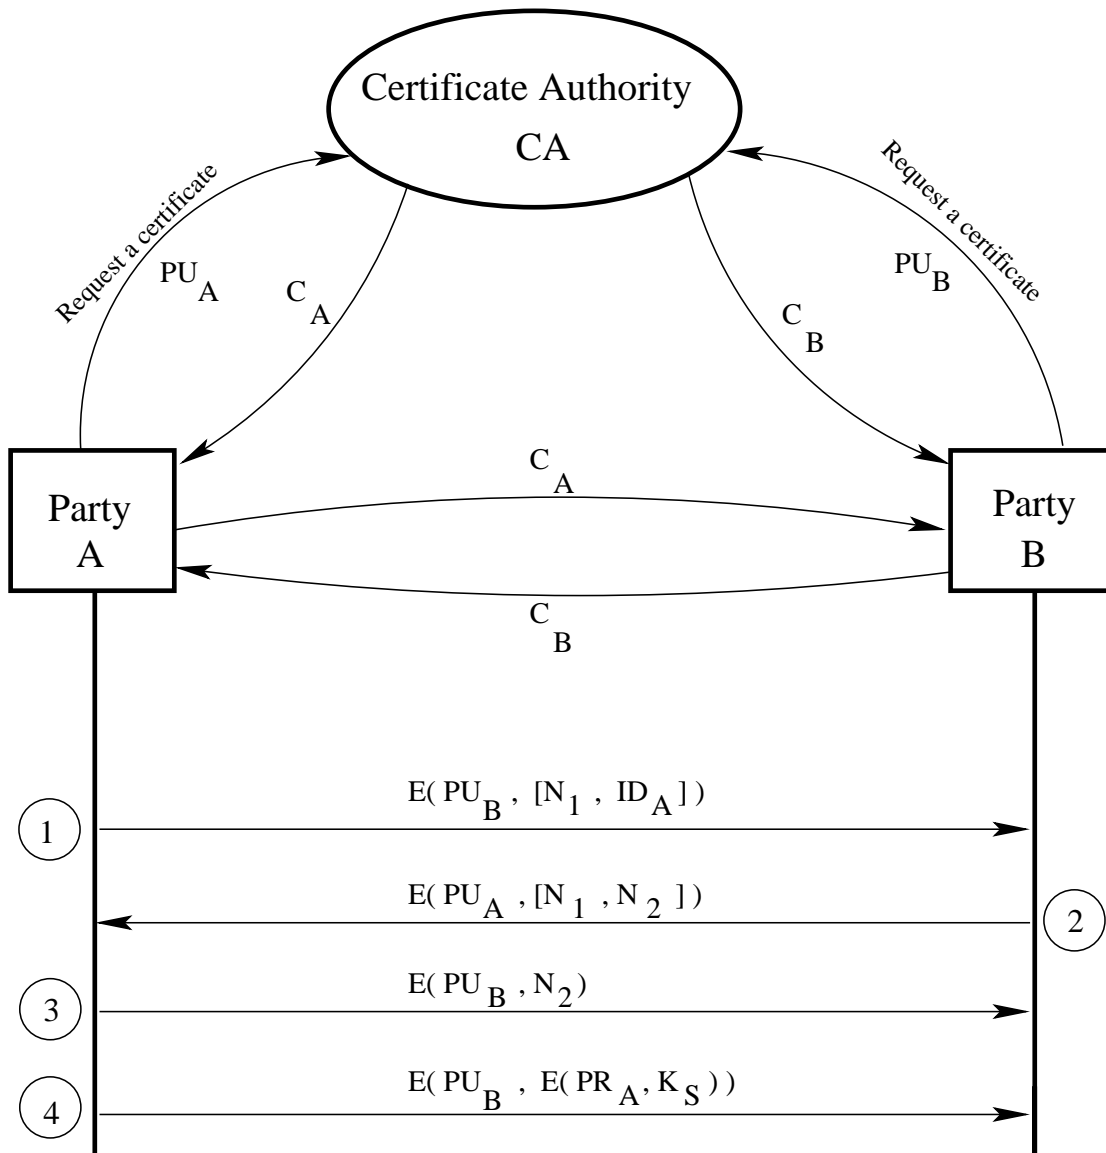 Certificate Authority
CA
Request a certificate
PU_A
C_A
Request a certificate
PU_B
C_B
Party
A
C_A
Party
B
C_B
E( PU_B , [N_1 , ID_A ] )
1
E( PU_A , [N_1 , N_2 ] )
2
E( PU_B , N_2 )
3
E( PU_B , E( PR_A , K_S ) )
4